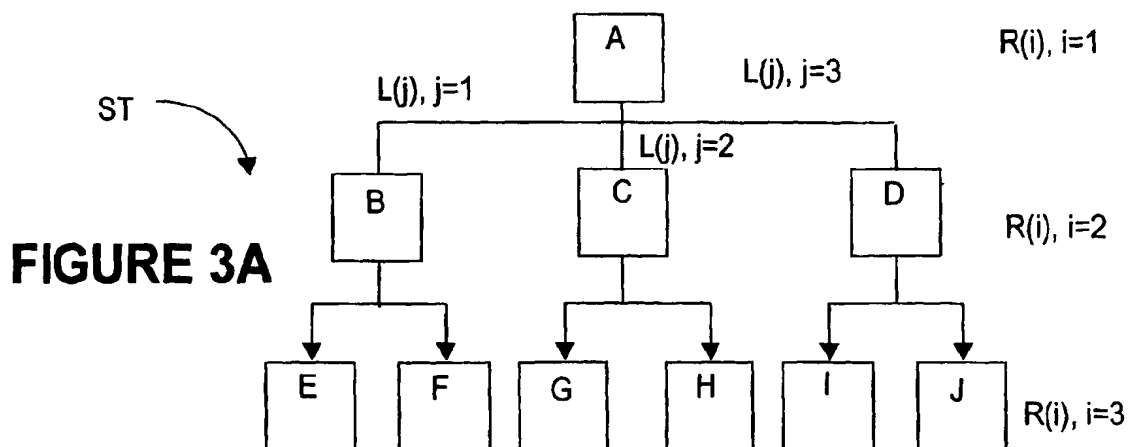 A
R(i), i=1
L(j), j=1
L(j), j=3
ST
L(j), j=2
B
C
D
R(i), i=2
FIGURE 3A
E
F
G
H
I
J
R(i), i=3